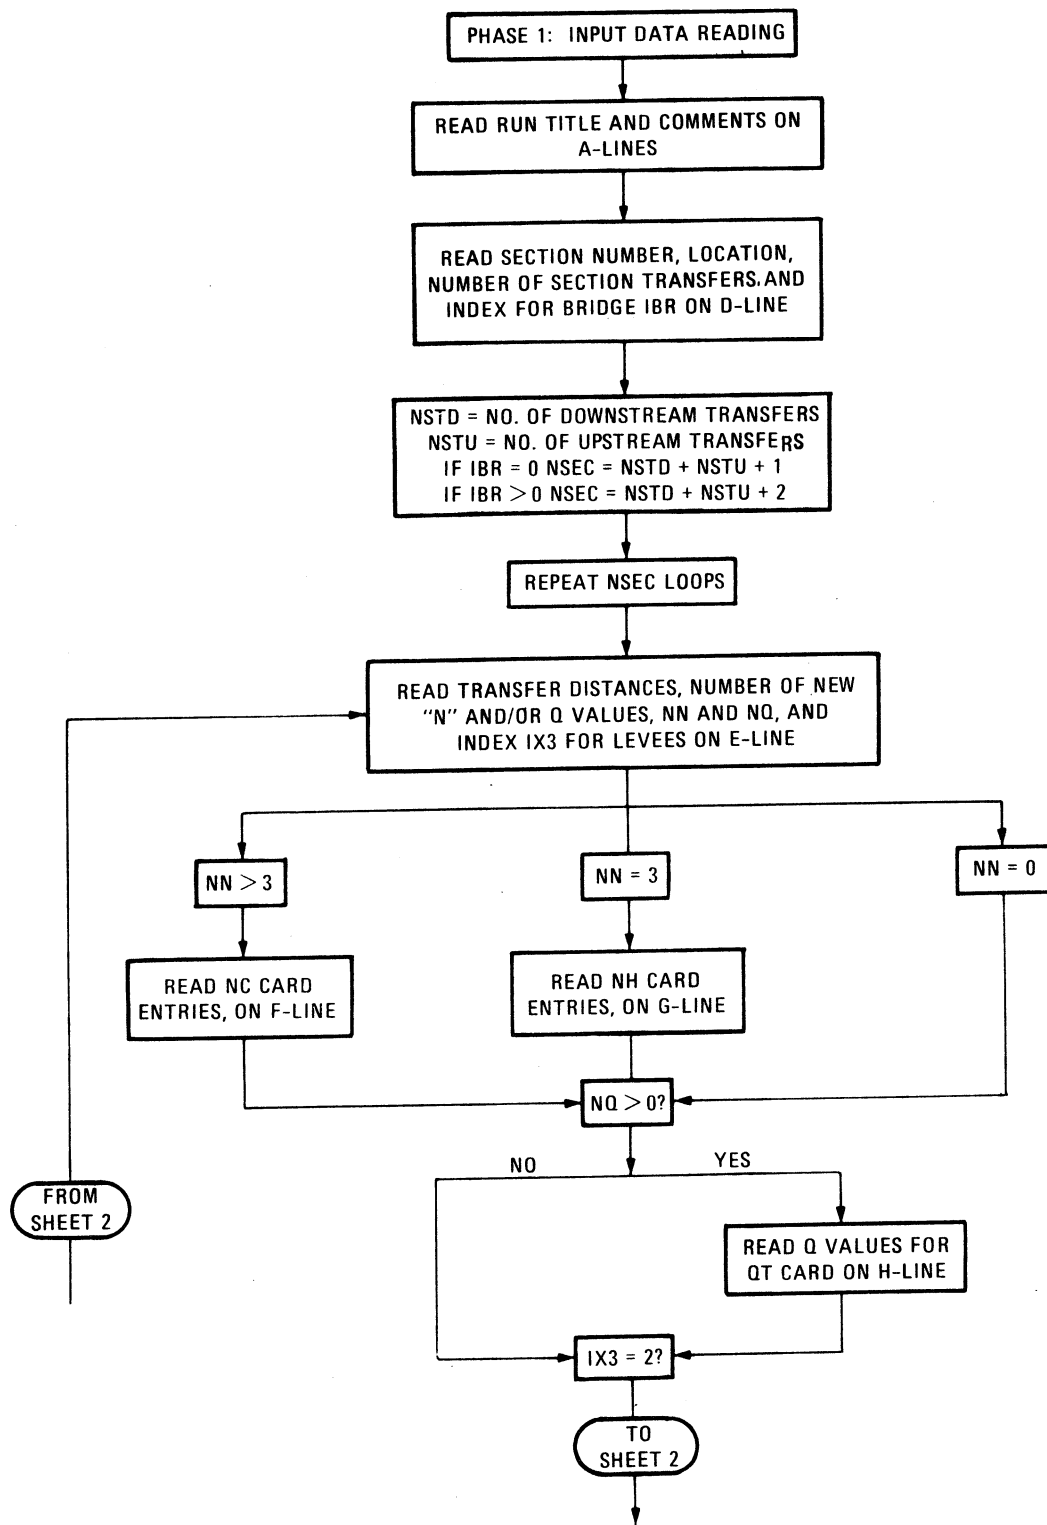 PHASE 1: INPUT DATA READING
READ RUN TITLE AND COMMENTS ON
A-LINES
READ SECTION NUMBER, LOCATION,
NUMBER OF SECTION TRANSFERS, AND
INDEX FOR BRIDGE IBR ON D-LINE
NSTD = NO. OF DOWNSTREAM TRANSFERS
NSTU = NO. OF UPSTREAM TRANSFERS
IF IBR = 0 NSEC = NSTD + NSTU + 1
IF IBR > 0 NSEC = NSTD + NSTU + 2
REPEAT NSEC LOOPS
READ TRANSFER DISTANCES, NUMBER OF NEW
"N" AND/OR Q VALUES, NN AND NQ, AND
INDEX IX3 FOR LEVEES ON E-LINE
NN > 3
NN = 3
NN = 0
READ NC CARD
ENTRIES, ON F-LINE
READ NH CARD
ENTRIES, ON G-LINE
NQ > 0?
NO
YES
FROM
SHEET 2
READ Q VALUES FOR
QT CARD ON H-LINE
IX3 = 2?
TO
SHEET 2